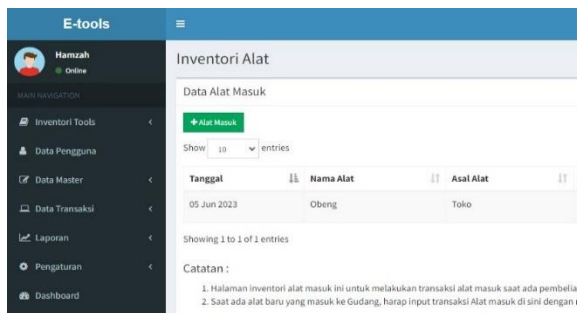 E-tools
Hamzah
Online
MAIN NAVIGATION
Inventori Tools
Data Pengguna
Data Master
Data Transaksi
Laporan
Pengaturan
Dashboard
Inventori Alat
Data Alat Masuk
+ Alat Masuk
Show 10 entries
Tanggal Nama Alat Asal Alat
05 Jun 2023 Obeng Toko
Showing 1 to 1 of 1 entries
Catatan :
1. Halaman inventori alat masuk ini untuk melakukan transaksi alat masuk saat ada pembelia
2. Saat ada alat baru yang masuk ke Gudang, harap input transaksi Alat masuk di sini dengan